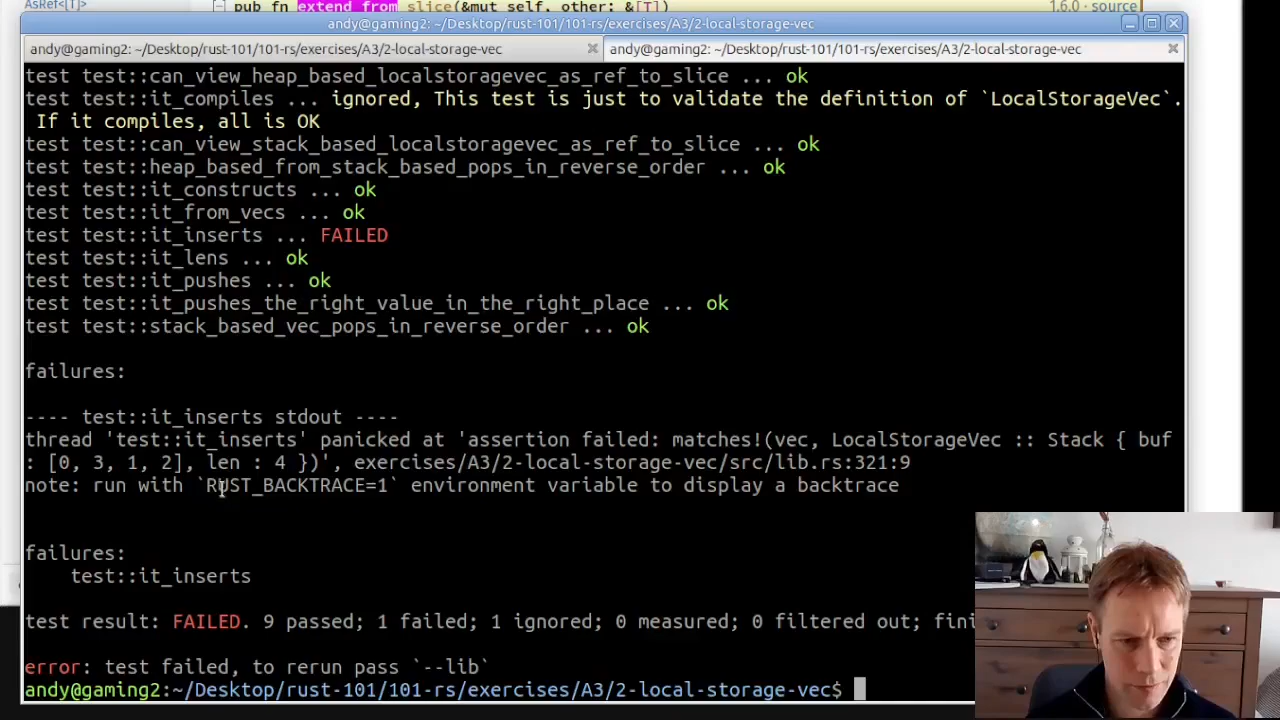 AsRef<[T]>
pub fn extend_from_slice(&mut self, other: &[T])
1.6.0 · source
andy@gaming2: ~/Desktop/rust-101/101-rs/exercises/A3/2-local-storage-vec
andy@gaming2: ~/Desktop/rust-101/101-rs/exercises/A3/2-local-storage-vec
andy@gaming2: ~/Desktop/rust-101/101-rs/exercises/A3/2-local-storage-vec
test test::can_view_heap_based_localstoragevec_as_ref_to_slice ... ok
test test::it_compiles ... ignored, This test is just to validate the definition of `LocalStorageVec`.
If it compiles, all is OK
test test::can_view_stack_based_localstoragevec_as_ref_to_slice ... ok
test test::heap_based_from_stack_based_pops_in_reverse_order ... ok
test test::it_constructs ... ok
test test::it_from_vecs ... ok
test test::it_inserts ... FAILED
test test::it_lens ... ok
test test::it_pushes ... ok
test test::it_pushes_the_right_value_in_the_right_place ... ok
test test::stack_based_vec_pops_in_reverse_order ... ok
failures:
---- test::it_inserts stdout ----
thread 'test::it_inserts' panicked at 'assertion failed: matches!(vec, LocalStorageVec :: Stack { buf
: [0, 3, 1, 2], len : 4 })', exercises/A3/2-local-storage-vec/src/lib.rs:321:9
note: run with `RUST_BACKTRACE=1` environment variable to display a backtrace
failures:
test::it_inserts
test result: FAILED. 9 passed; 1 failed; 1 ignored; 0 measured; 0 filtered out; fini
error: test failed, to rerun pass `--lib`
andy@gaming2:~/Desktop/rust-101/101-rs/exercises/A3/2-local-storage-vec$